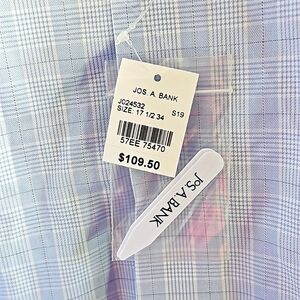 JOS. A. BANK
J024532 S19
SIZE: 17 1/2 34
57EE 75470
$109.50
JOS. A. BANK